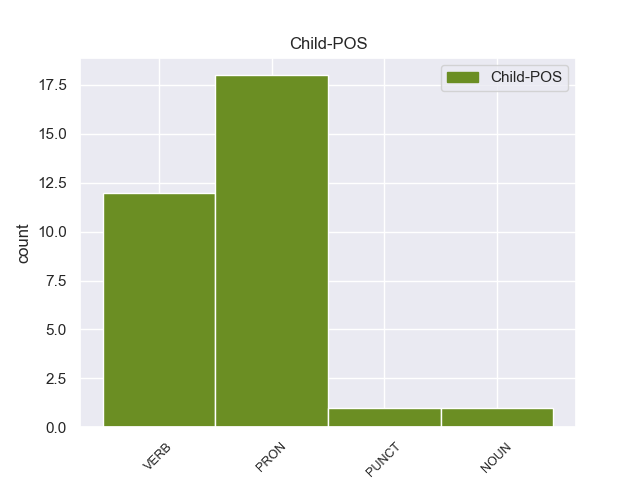 Child-POS
Child-POS
17.5
15.0
12.5
10.0
7.5
5.0
2.5
0.0
count
VERB
PRON
PUNCT
NOUN